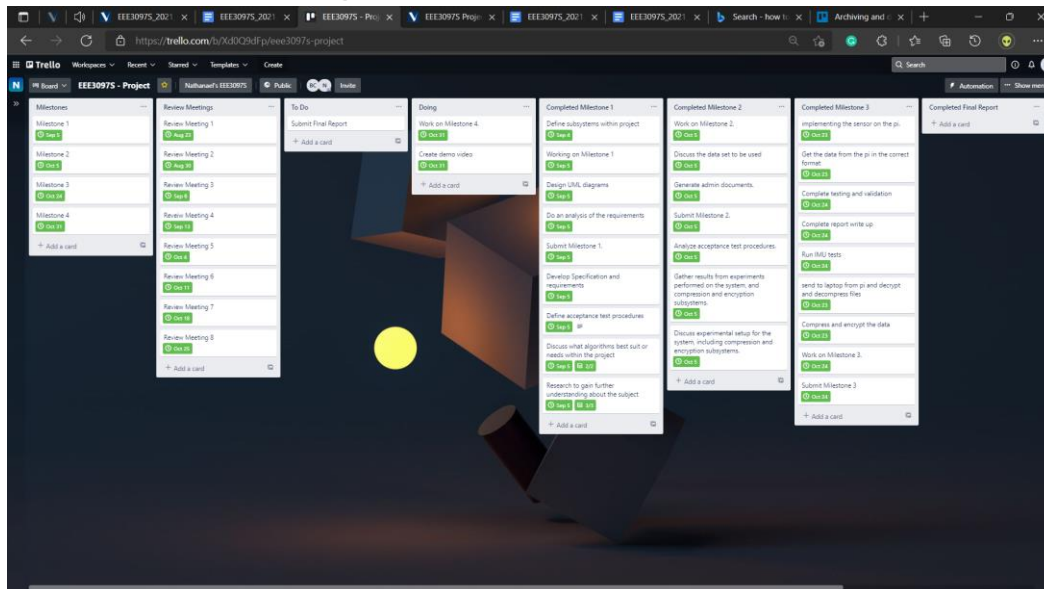 EEE3097S_2021
EEE3097S_2021
EEE3097S - Proj
EEE3097S Proje
EEE3097S_2021
EEE3097S_2021
Search - how to
Archiving and
https://trello.com/b/Xd0Q9dFp/eee3097s-project
Trello
Workspaces
Recent
Starred
Templates
Create
Search
N
Board
EEE3097S - Project
Nathanael's EEE3097S
Public
BC
N
Invite
Automation
Show men
Milestones
Milestone 1
Sep 5
Milestone 2
Oct 5
Milestone 3
Oct 24
Milestone 4
Oct 31
+ Add a card
Review Meetings
Review Meeting 1
Aug 23
Review Meeting 2
Aug 30
Review Meeting 3
Sep 6
Review Meeting 4
Sep 13
Review Meeting 5
Oct 4
Review Meeting 6
Oct 11
Review Meeting 7
Oct 18
Review Meeting 8
Oct 25
+ Add a card
To Do
Submit Final Report
+ Add a card
Doing
Work on Milestone 4.
Oct 31
Create demo video
Oct 31
+ Add a card
Completed Milestone 1
Define subsystems within project
Sep 4
Working on Milestone 1
Sep 5
Design UML diagrams
Sep 5
Do an analysis of the requirements
Sep 5
Submit Milestone 1.
Sep 5
Develop Specification and
requirements
Sep 5
Define acceptance text procedures
Sep 5
Discuss what algorithms best suit or
needs within the project
Sep 5 2/2
Research to gain further
understanding about the subject
Sep 5 3/3
+ Add a card
Completed Milestone 2
Work on Milestone 2.
Oct 5
Discuss the data set to be used
Oct 5
Generate admin documents.
Oct 5
Submit Milestone 2.
Oct 5
Analyze acceptance test procedures.
Oct 5
Gather results from experiments
performed on the system, and
compression and encryption
subsystems.
Oct 5
Discuss experimental setup for the
system, including compression and
encryption subsystems.
Oct 5
+ Add a card
Completed Milestone 3
implementing the sensor on the pi.
Oct 23
Get the data from the pi in the correct
format
Oct 23
Complete testing and validation
Oct 24
Complete report write up
Oct 24
Run IMU tests
Oct 24
send to laptop from pi and decrypt
and decompress files
Oct 23
Compress and encrypt the data
Oct 23
Work on Milestone 3.
Oct 24
Submit Milestone 3
Oct 24
+ Add a card
Completed Final Report
+ Add a card